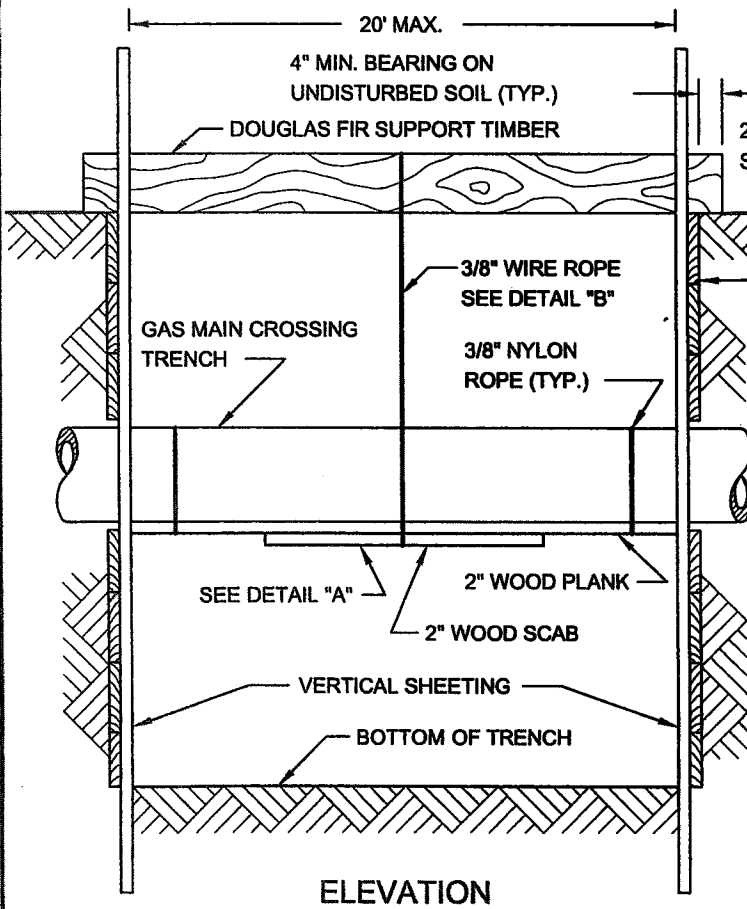 20' MAX.
4" MIN. BEARING ON
UNDISTURBED SOIL (TYP.)
DOUGLAS FIR SUPPORT TIMBER
2
S
3/8" WIRE ROPE
SEE DETAIL "B"
GAS MAIN CROSSING
TRENCH
3/8" NYLON
ROPE (TYP.)
SEE DETAIL "A"
2" WOOD PLANK
2" WOOD SCAB
VERTICAL SHEETING
BOTTOM OF TRENCH
ELEVATION